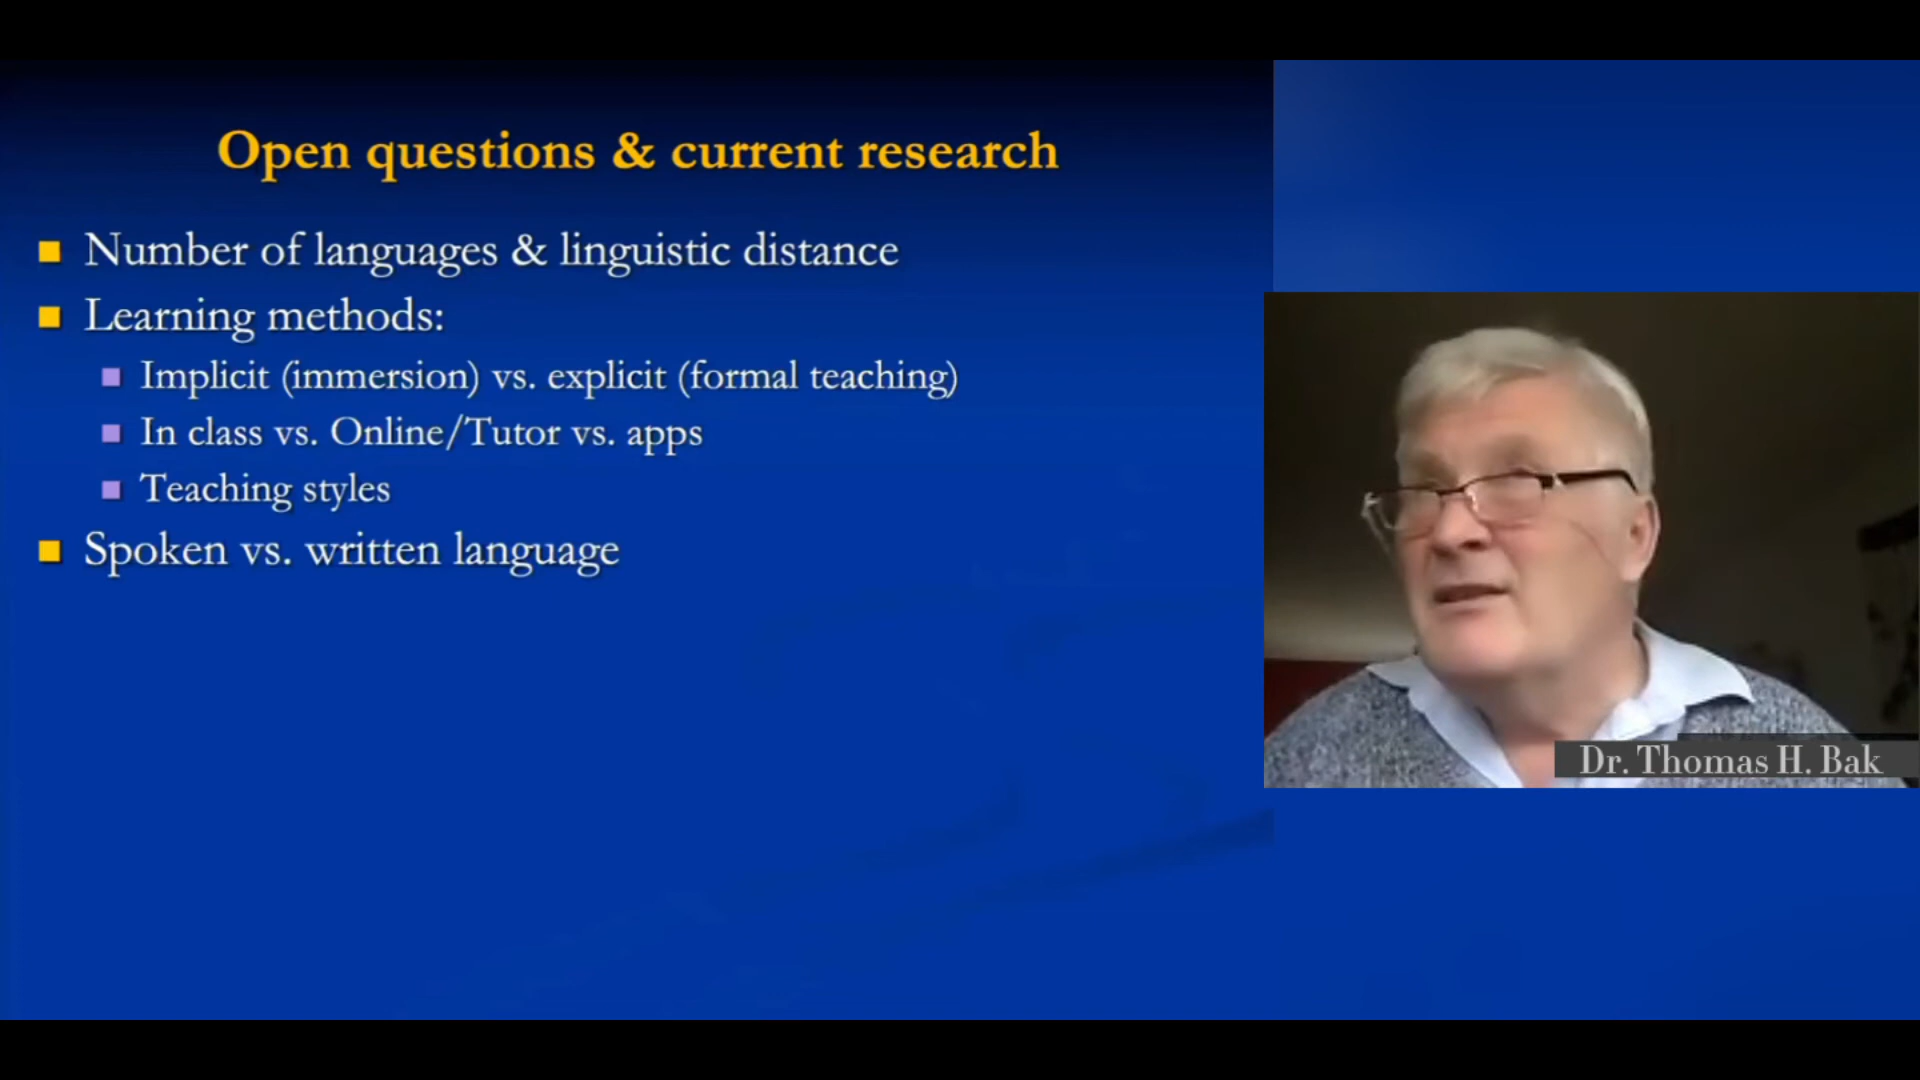 Open questions & current research
Number of languages & linguistic distance
Learning methods:
Implicit (immersion) vs. explicit (formal teaching)
In class vs. Online/Tutor vs. apps
Teaching styles
Spoken vs. written language
Dr. Thomas H. Bak